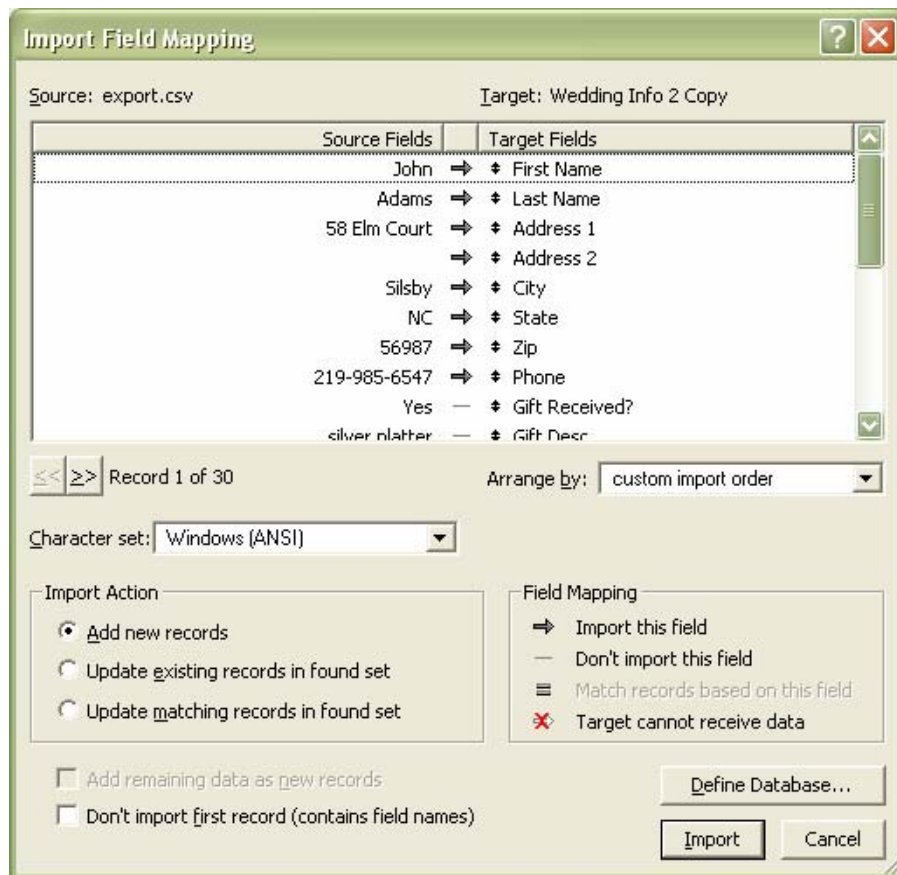 Import Field Mapping
Source: export.csv Target: Wedding Info 2 Copy
Source Fields Target Fields
John First Name
Adams Last Name
58 Elm Court Address 1
Address 2
Silsby City
NC State
56987 Zip
219-985-6547 Phone
Yes Gift Received?
silver platter Gift Desc
<< >> Record 1 of 30 Arrange by: custom import order
Character set: Windows (ANSI)
Import Action
Add new records
Update existing records in found set
Update matching records in found set
Field Mapping
Import this field
Don't import this field
Match records based on this field
Target cannot receive data
Add remaining data as new records
Don't import first record (contains field names)
Define Database...
Import Cancel